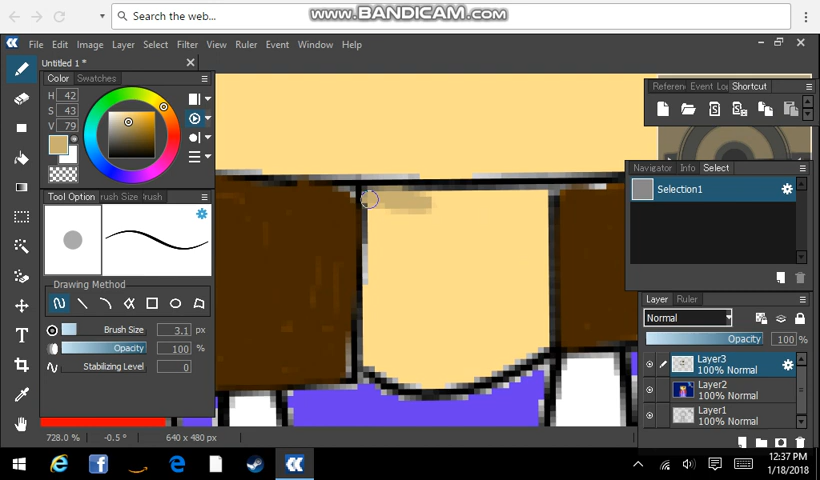 www.BANDICAM.com
Search the web...
File Edit Image Layer Select Filter View Ruler Event Window Help
Untitled 1 *
Color Swatches
H 42
S 43
V 79
Tool Option rush Size rush Size
Drawing Method
Brush Size 3.1 px
Opacity 100 %
Stabilizing Level 0
Referen Event Lo Shortcut
Navigator Info Select
Selection1
Layer Ruler
Normal
Opacity 100 %
Layer3
100% Normal
Layer2
100% Normal
Layer1
100% Normal
728.0 % -0.5 ° 640 x 480 px
12:37 PM
1/18/2018